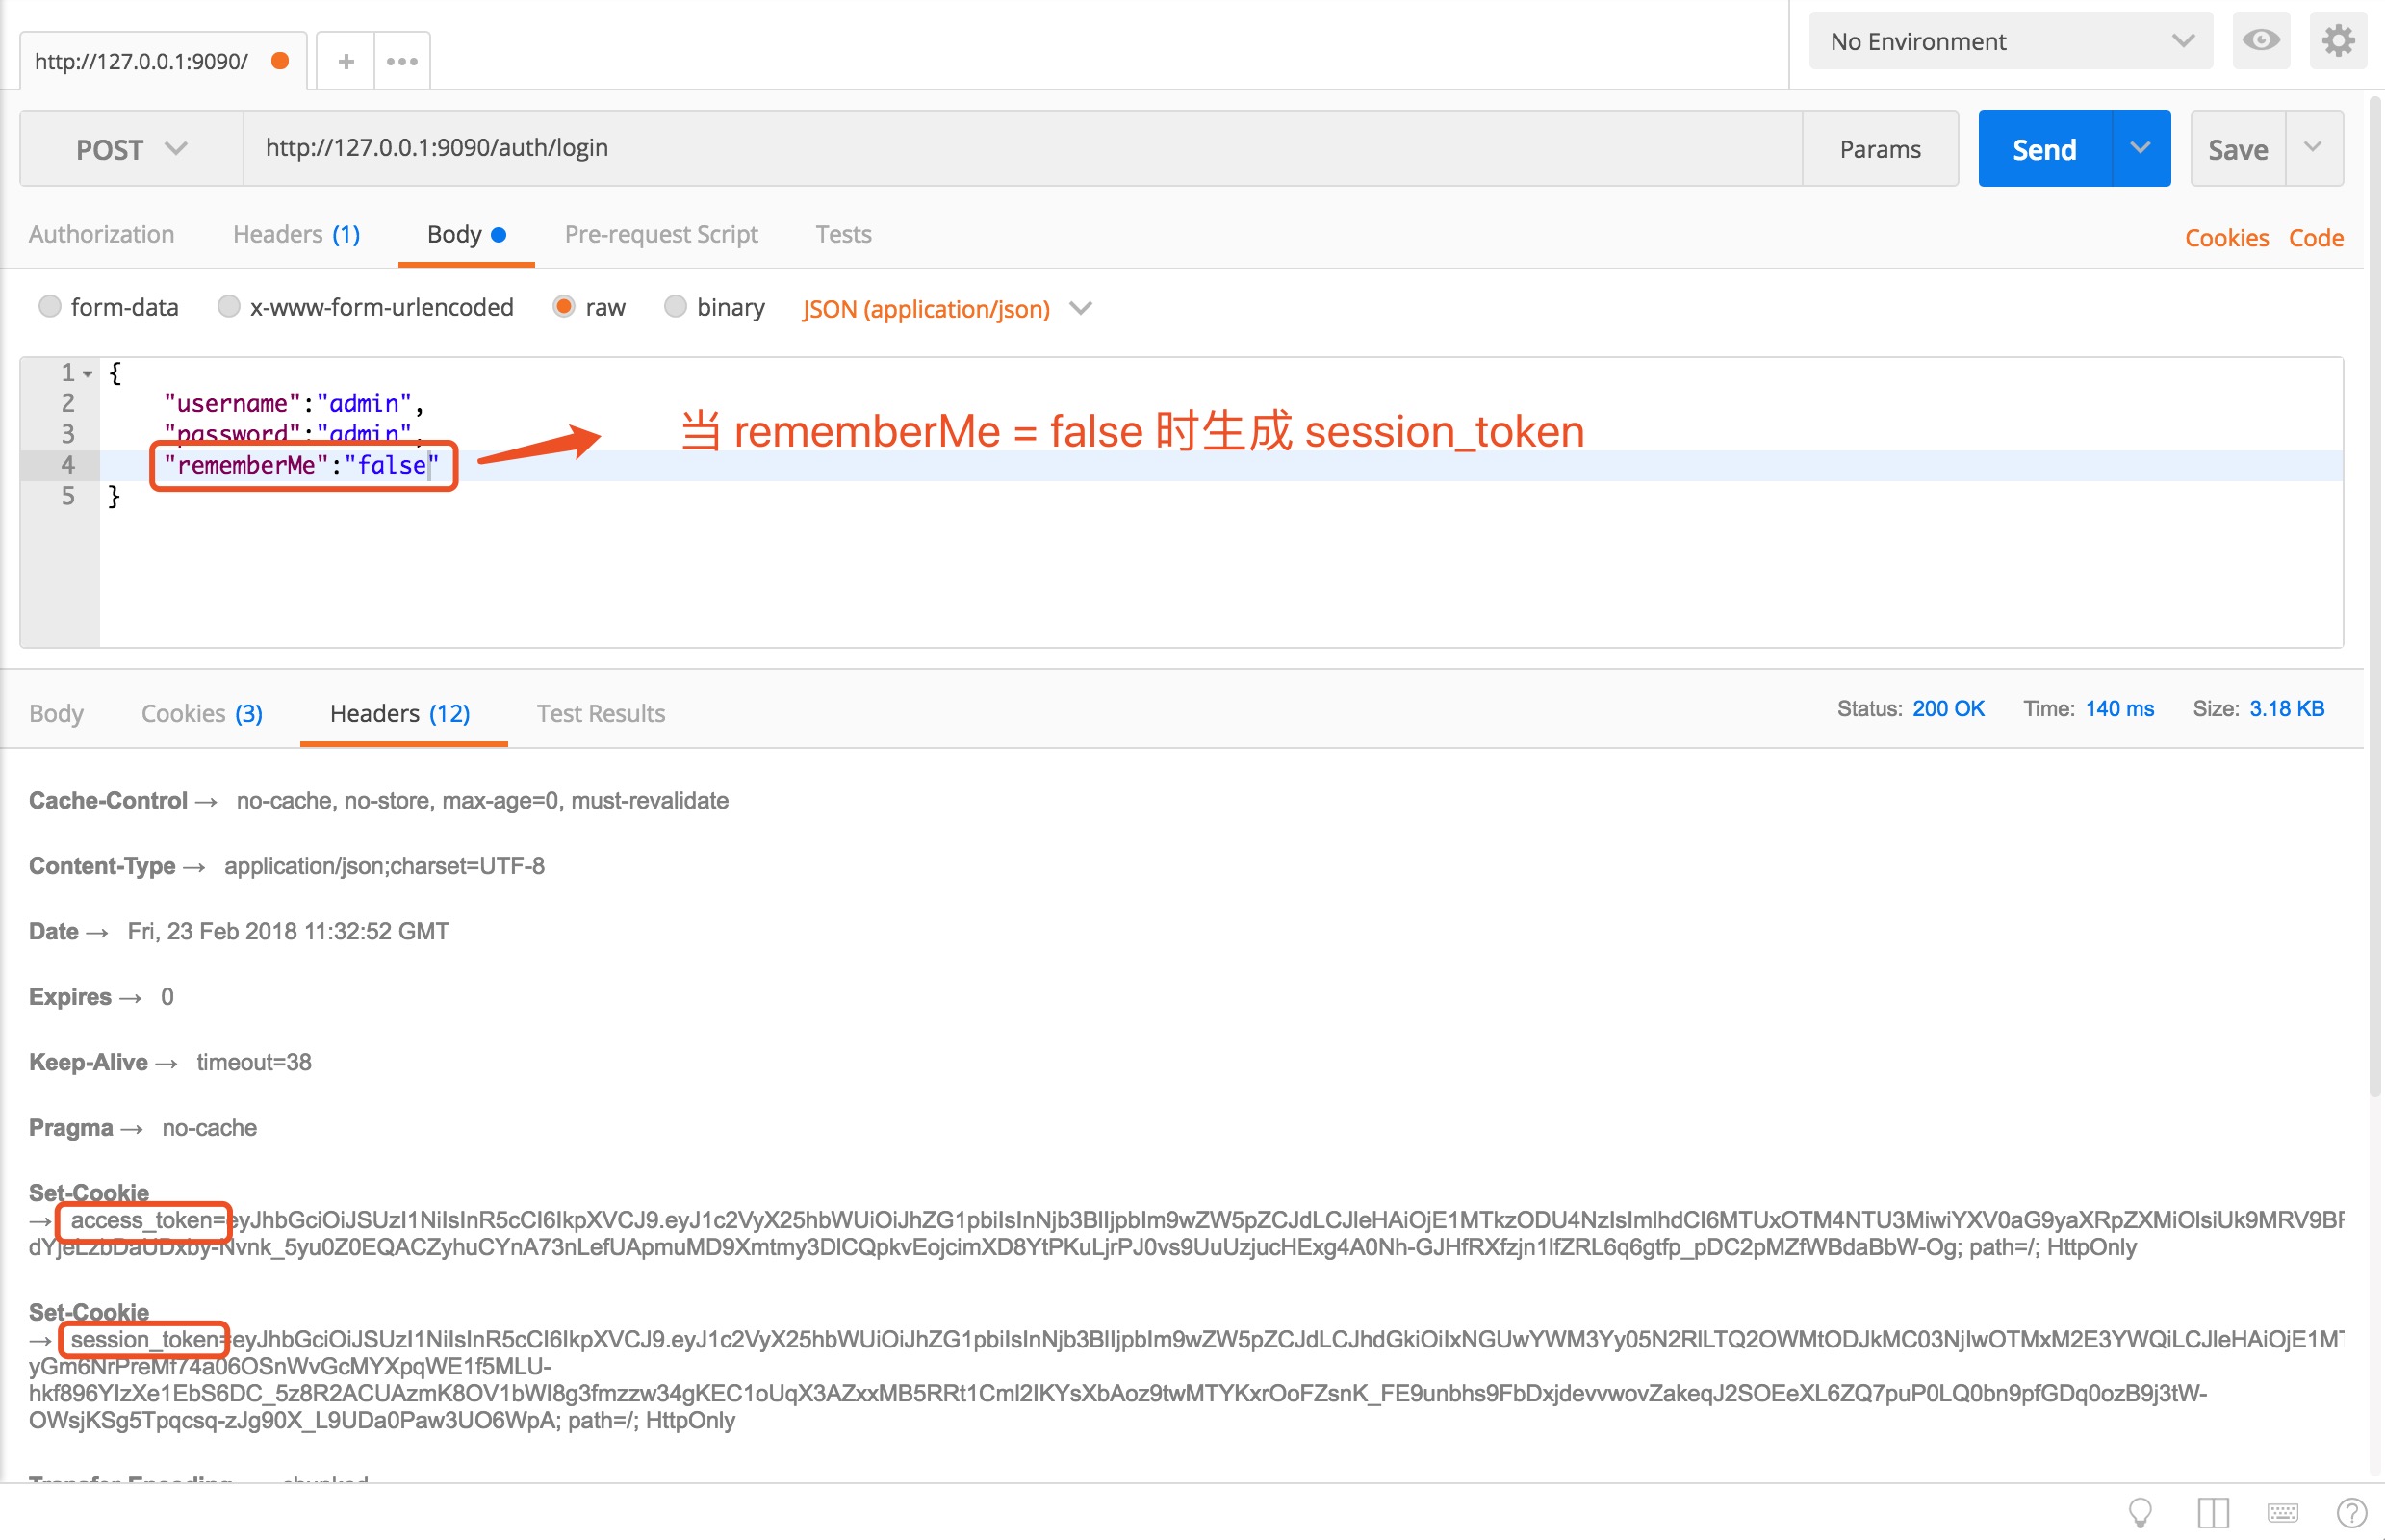 http://127.0.0.1:9090/
No Environment
POST http://127.0.0.1:9090/auth/login Params Send Save
Authorization Headers (1) Body Pre-request Script Tests Cookies Code
form-data x-www-form-urlencoded raw binary JSON (application/json)
1 {
2 "username":"admin",
3 "password":"admin",
当 rememberMe = false 时生成 session_token
4 "rememberMe":"false"
5 }
Body Cookies (3) Headers (12) Test Results Status: 200 OK Time: 140 ms Size: 3.18 KB
Cache-Control → no-cache, no-store, max-age=0, must-revalidate
Content-Type → application/json;charset=UTF-8
Date → Fri, 23 Feb 2018 11:32:52 GMT
Expires → 0
Keep-Alive → timeout=38
Pragma → no-cache
Set-Cookie
→ access_token=eyJhbGciOiJSUzI1NiIsInR5cCI6IkpXVCJ9.eyJ1c2VyX25hbWUiOiJhZG1pbiIsInNjb3BlIjpbIm9wZW5pZCJdLCJleHAiOjE1MTkzODU4NzIsImlhdCI6MTUxOTM4NTU3MiwiYXV0aG9yaXRpZXMiOlsiUk9MRV9BF
dYjeLzbDaUDxby-Nvnk_5yu0Z0EQACZyhuCYnA73nLefUApmuMD9Xmtmy3DlCQpkvEojcimXD8YtPKuLjrPJ0vs9UuUzjucHExg4A0Nh-GJHfRXfzjn1lfZRL6q6gtfp_pDC2pMZfWBdaBbW-Og; path=/; HttpOnly
Set-Cookie
→ session_token=eyJhbGciOiJSUzI1NiIsInR5cCI6IkpXVCJ9.eyJ1c2VyX25hbWUiOiJhZG1pbiIsInNjb3BlIjpbIm9wZW5pZCJdLCJhdGkiOiIxNGUwYWM3Yy05N2RlLTQ2OWMtODJkMC03NjIwOTMxM2E3YWQiLCJleHAiOjE1MT
yGm6NrPreMf74a06OSnWvGcMYXpqWE1f5MLU-
hkf896YIzXe1EbS6DC_5z8R2ACUAzmK8OV1bWI8g3fmzzw34gKEC1oUqX3AZxxMB5RRt1Cml2IKYsXbAoz9twMTYKxrOoFZsnK_FE9unbhs9FbDxjdevvwovZakeqJ2SOEeXL6ZQ7puP0LQ0bn9pfGDq0ozB9j3tW-
OWsjKSg5Tpqcsq-zJg90X_L9UDa0Paw3UO6WpA; path=/; HttpOnly